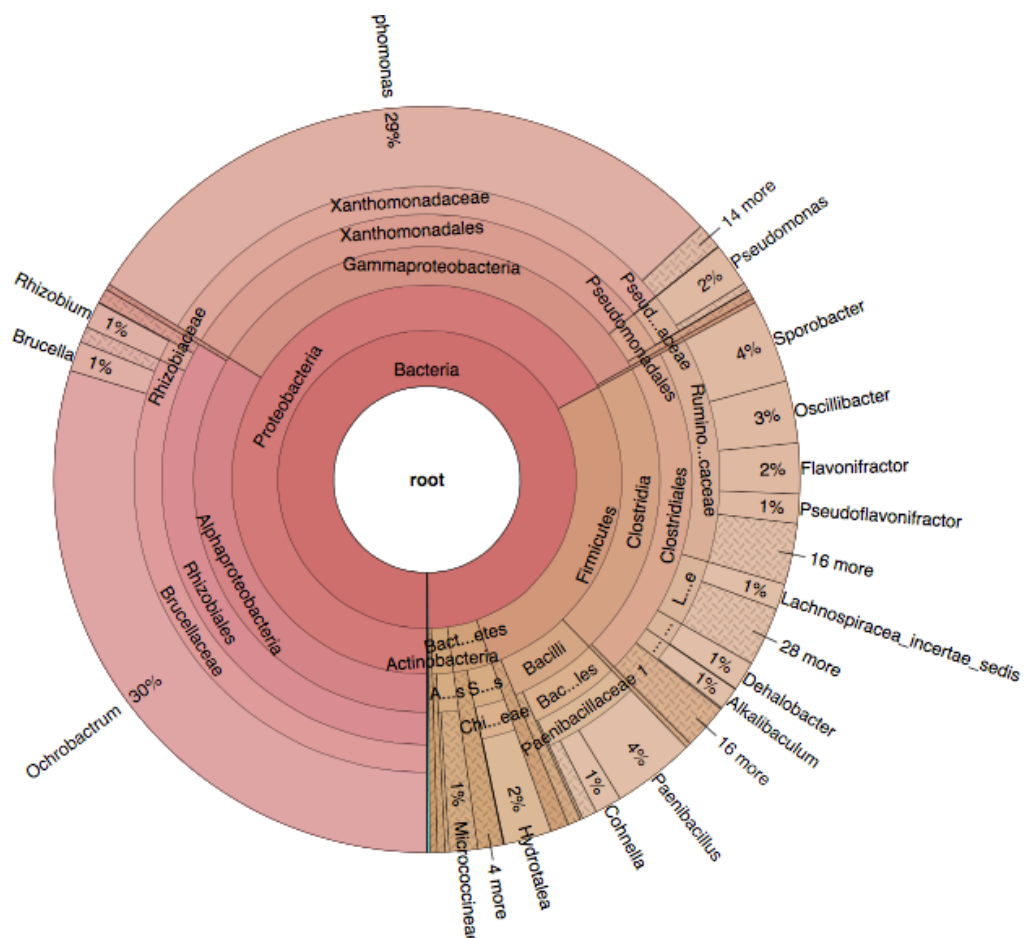 phomonas
29%
Xanthomonadaceae
Xanthomonadales
Gammaproteobacteria
Proteobacteria
Bacteria
root
14 more
Pseudomonas
2%
Pseud...aceae
Pseudomonadales
Sporobacter
4%
Oscillibacter
3%
Flavonifractor
2%
Pseudoflavonifractor
1%
16 more
Rumino...caceae
Clostridiales
Clostridia
Firmicutes
Lachnospiracea_incertae_sedis
1%
L...e
28 more
Dehalobacter
1%
...
Alkalibaculum
1%
...
16 more
1
Bacilli
Bac...les
Paenibacillaceae 1
Paenibacillus
4%
Cohnella
1%
Bact...etes
Actinobacteria
S...s
A...s
Chi...eae
Hydrotalea
2%
4 more
Micrococcineae
1%
Rhizobium
1%
Brucella
1%
Rhizobiaceae
Alphaproteobacteria
Rhizobiales
Brucellaceae
Ochrobactrum
30%